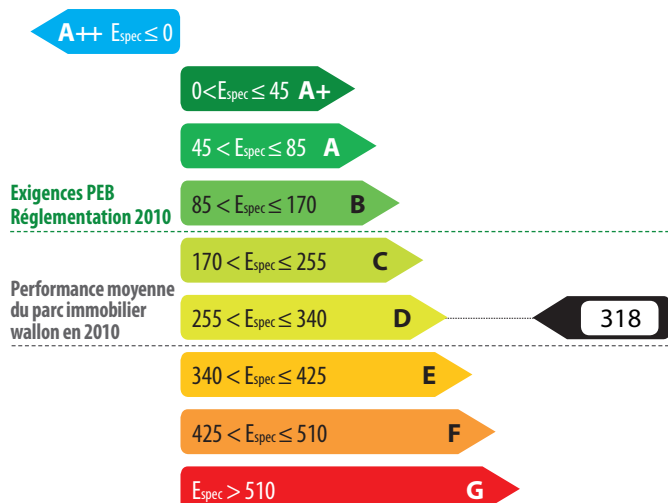 A++ Espec ≤ 0
0<Espec ≤ 45 A+
45 < Espec ≤ 85 A
Exigences PEB
Réglementation 2010
85 < Espec ≤ 170 B
170 < Espec ≤ 255 C
Performance moyenne
du parc immobilier
wallon en 2010
255 < Espec ≤ 340 D
318
340 < Espec ≤ 425 E
425 < Espec ≤ 510 F
Espec > 510 G